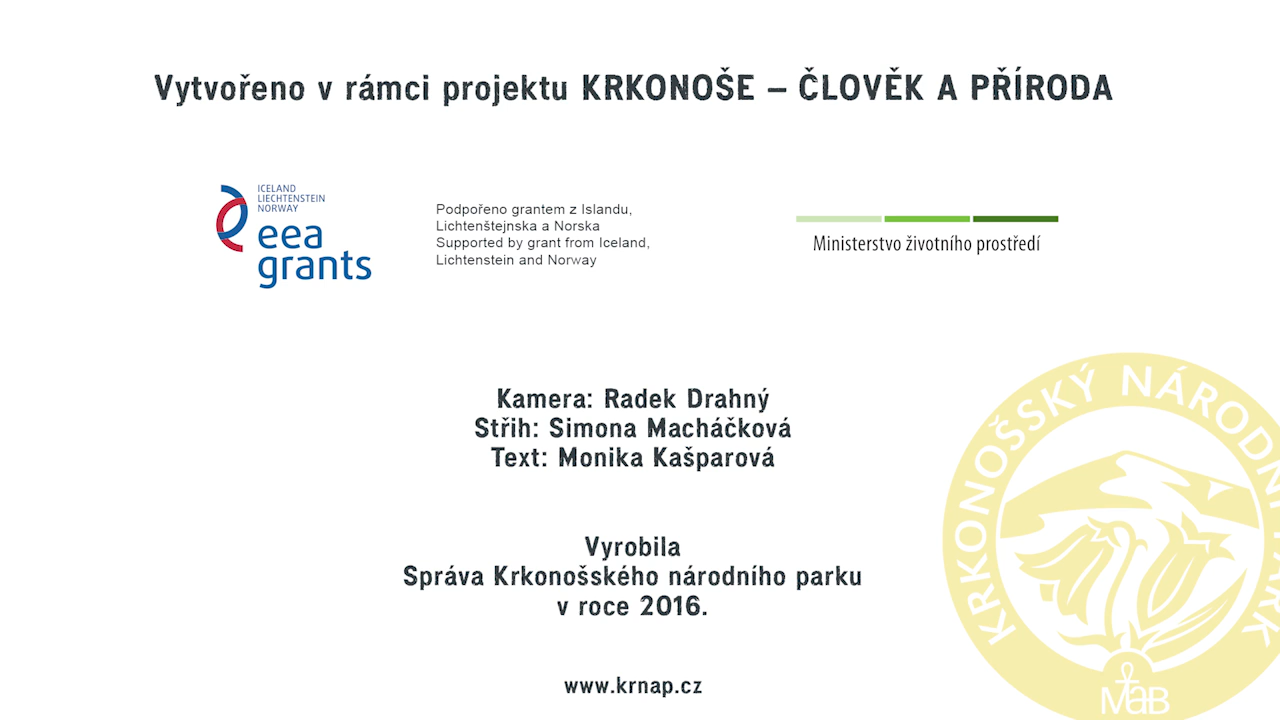 Vytvořeno v rámci projektu KRKONOŠE – ČLOVĚK A PŘÍRODA
ICELAND
LIECHTENSTEIN
NORWAY
eea
grants
Podpořeno grantem z Islandu,
Lichtenštejnska a Norska
Supported by grant from Iceland,
Lichtenstein and Norway
Ministerstvo životního prostředí
Kamera: Radek Drahný
Střih: Simona Macháčková
Text: Monika Kašparová
Vyrobila
Správa Krkonošského národního parku
v roce 2016.
www.krnap.cz
KRKONOŠSKÝ NÁRODNÍ PARK
MaB